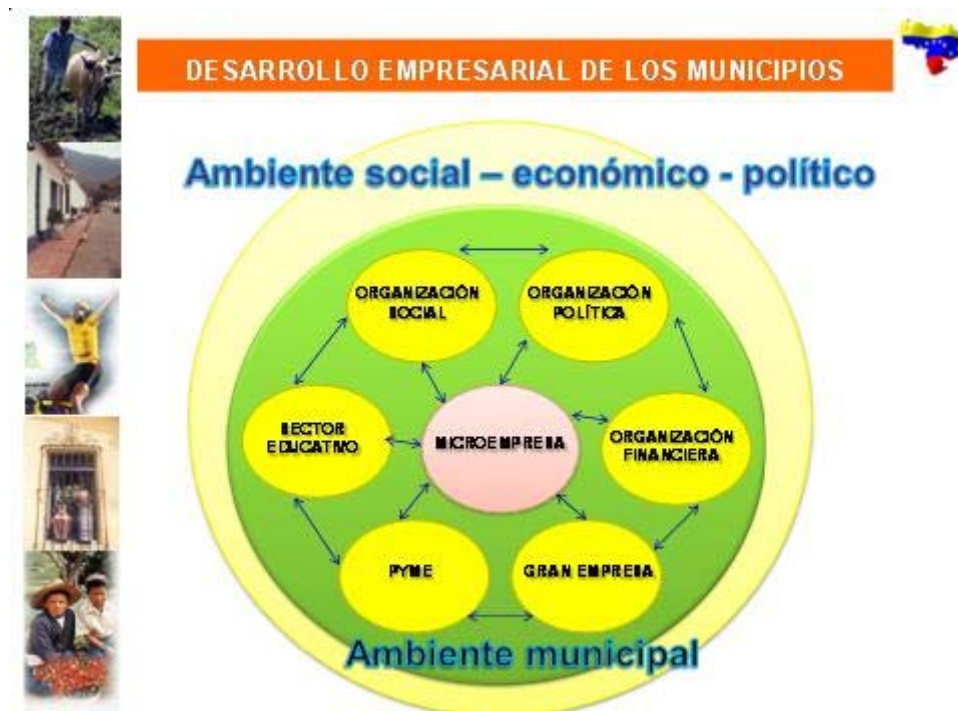 DESARROLLO EMPRESARIAL DE LOS MUNICIPIOS
Ambiente social – económico - político
ORGANIZACIÓN
SOCIAL
ORGANIZACIÓN
POLÍTICA
SECTOR
EDUCATIVO
MICROEMPRESA
ORGANIZACIÓN
FINANCIERA
PYME
GRAN EMPRESA
Ambiente municipal